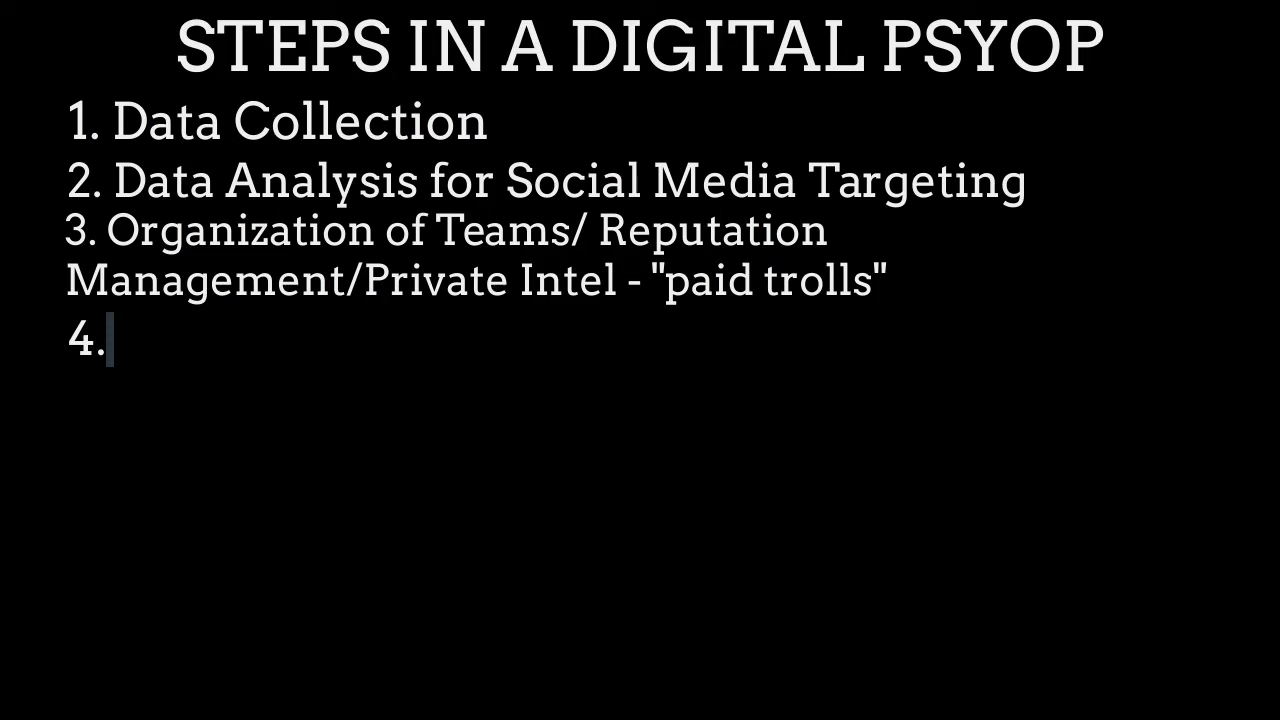 STEPS IN A DIGITAL PSYOP
1. Data Collection
2. Data Analysis for Social Media Targeting
3. Organization of Teams/ Reputation
Management/Private Intel - "paid trolls"
4.